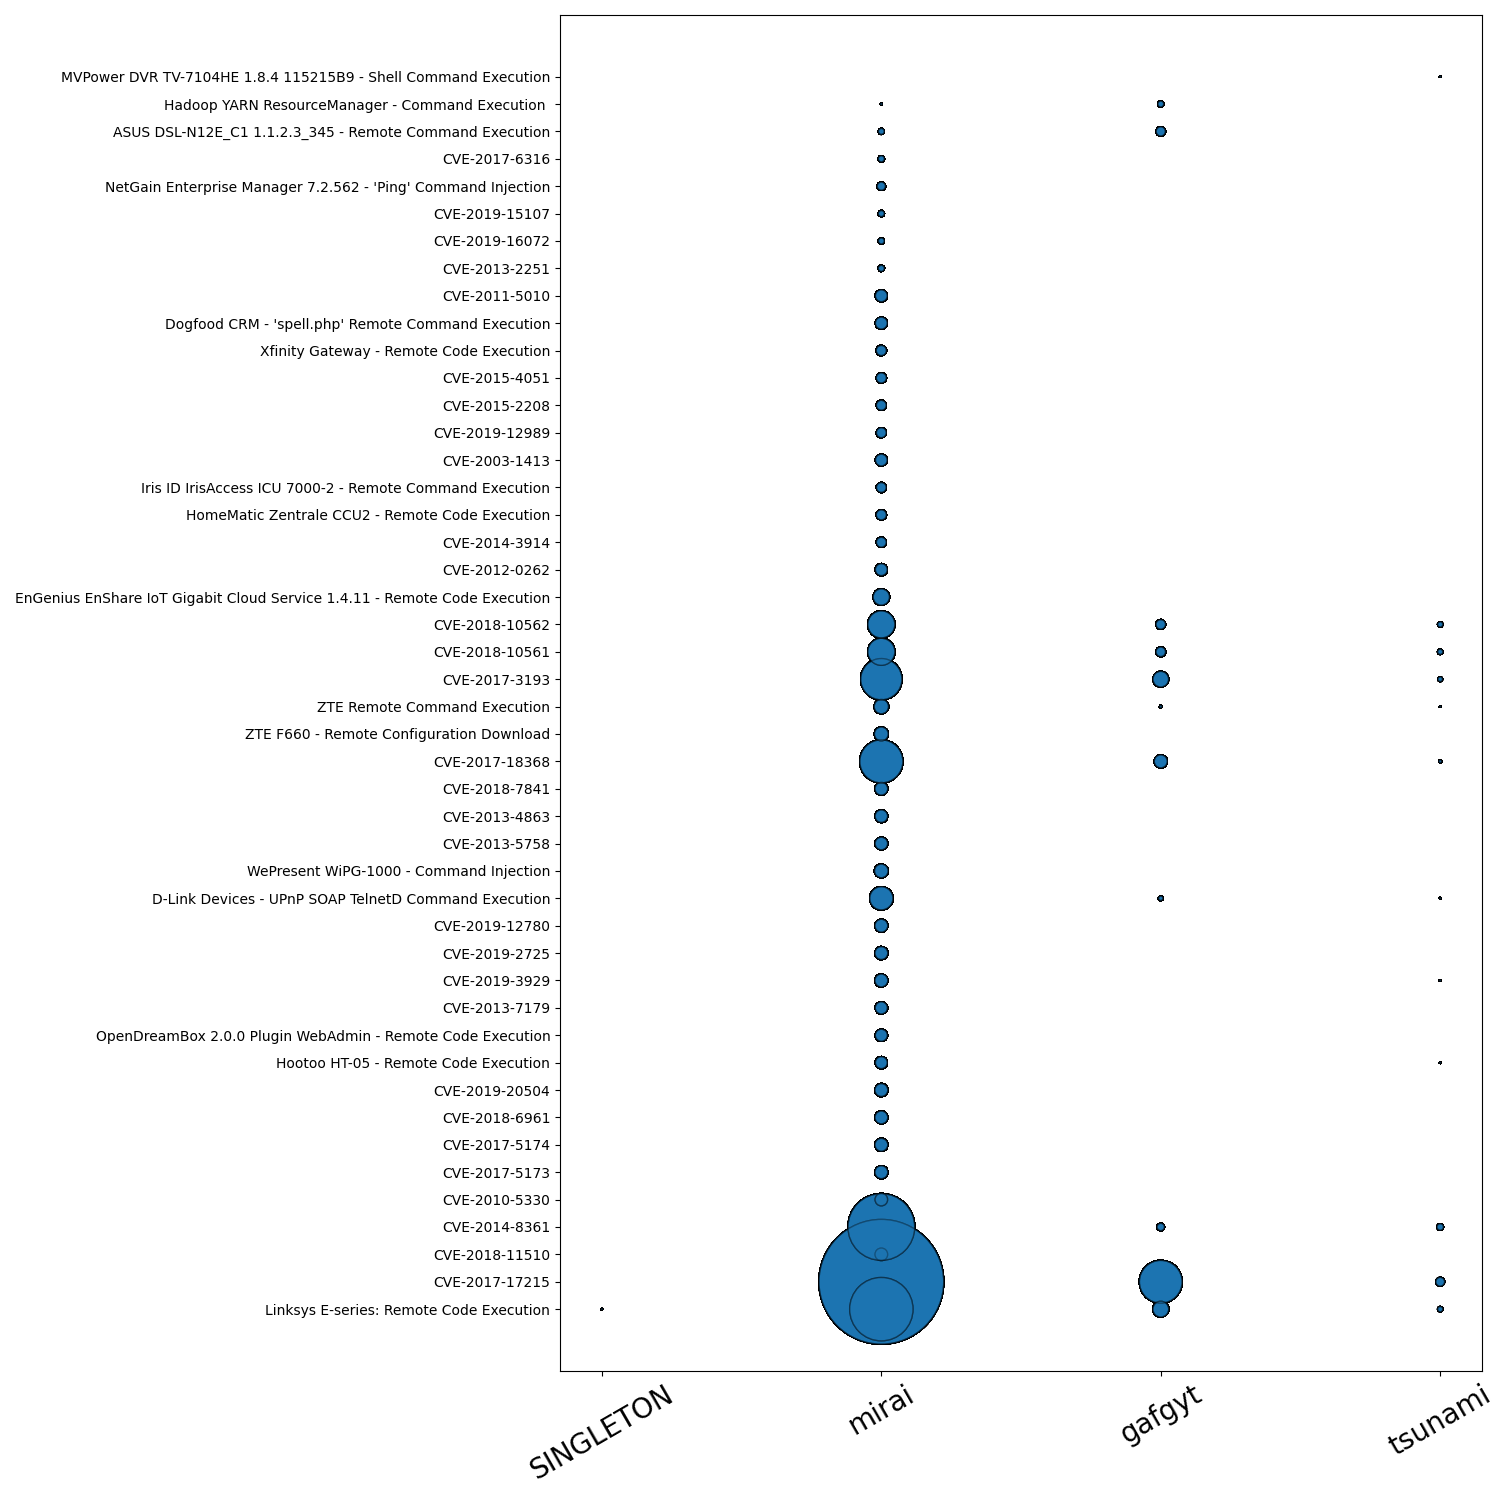 MVPower DVR TV-7104HE 1.8.4 115215B9 - Shell Command Execution
Hadoop YARN ResourceManager - Command Execution
ASUS DSL-N12E_C1 1.1.2.3_345 - Remote Command Execution
CVE-2017-6316
NetGain Enterprise Manager 7.2.562 - 'Ping' Command Injection
CVE-2019-15107
CVE-2019-16072
CVE-2013-2251
CVE-2011-5010
Dogfood CRM - 'spell.php' Remote Command Execution
Xfinity Gateway - Remote Code Execution
CVE-2015-4051
CVE-2015-2208
CVE-2019-12989
CVE-2003-1413
Iris ID IrisAccess ICU 7000-2 - Remote Command Execution
HomeMatic Zentrale CCU2 - Remote Code Execution
CVE-2014-3914
CVE-2012-0262
EnGenius EnShare IoT Gigabit Cloud Service 1.4.11 - Remote Code Execution
CVE-2018-10562
CVE-2018-10561
CVE-2017-3193
ZTE Remote Command Execution
ZTE F660 - Remote Configuration Download
CVE-2017-18368
CVE-2018-7841
CVE-2013-4863
CVE-2013-5758
WePresent WiPG-1000 - Command Injection
D-Link Devices - UPnP SOAP TelnetD Command Execution
CVE-2019-12780
CVE-2019-2725
CVE-2019-3929
CVE-2013-7179
OpenDreamBox 2.0.0 Plugin WebAdmin - Remote Code Execution
Hootoo HT-05 - Remote Code Execution
CVE-2019-20504
CVE-2018-6961
CVE-2017-5174
CVE-2017-5173
CVE-2010-5330
CVE-2014-8361
CVE-2018-11510
CVE-2017-17215
Linksys E-series: Remote Code Execution
SINGLETON
mirai
gafgyt
tsunami